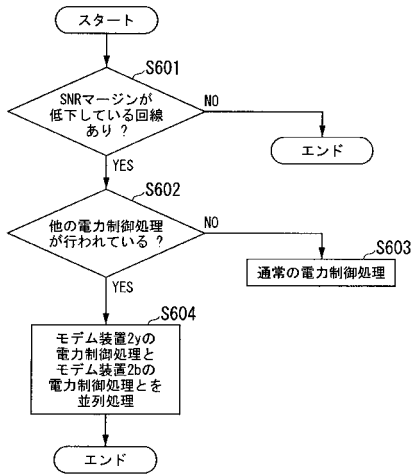 スタート
S601
SNRマージンが
低下している回線
あり ?
NO
エンド
YES
S602
他の電力制御処理
が行われている ?
NO
S603
通常の電力制御処理
YES
S604
モデム装置2yの
電力制御処理と
モデム装置2bの
電力制御処理とを
並列処理
エンド